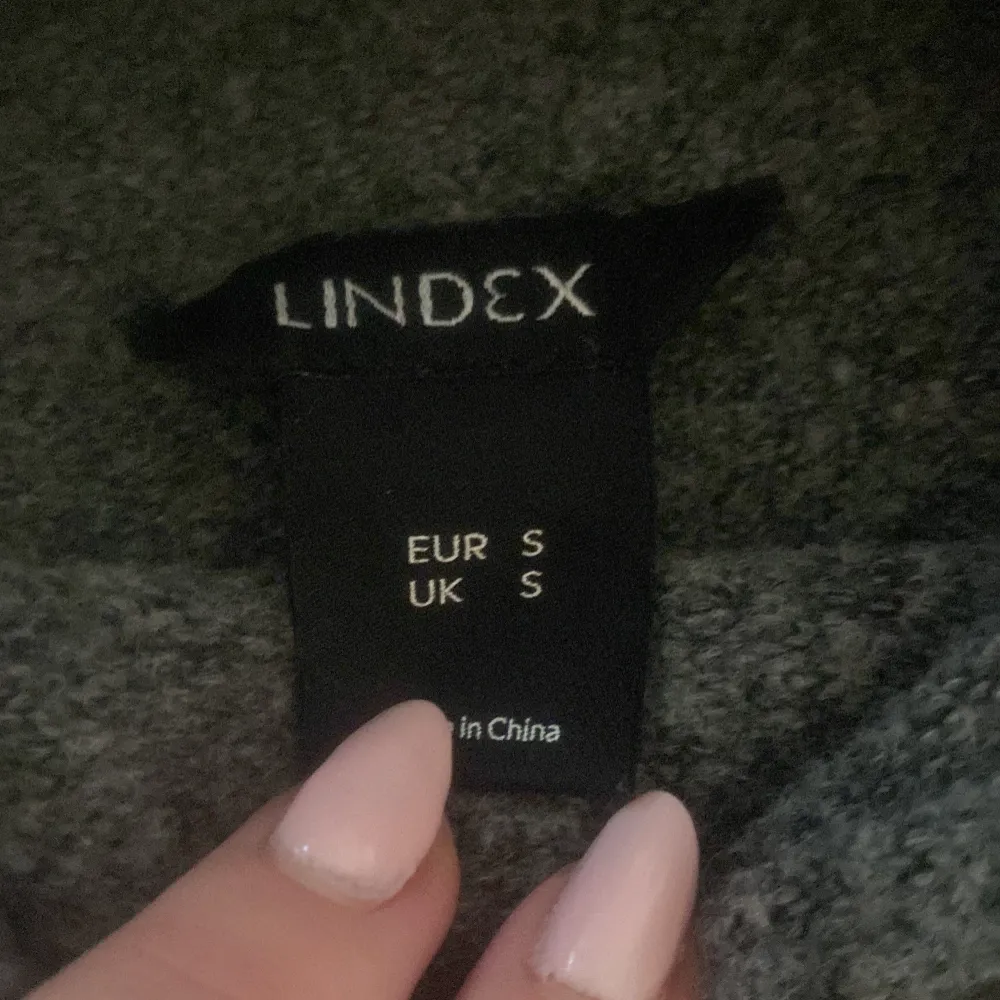 LINDEX
EUR S
UK S
in China